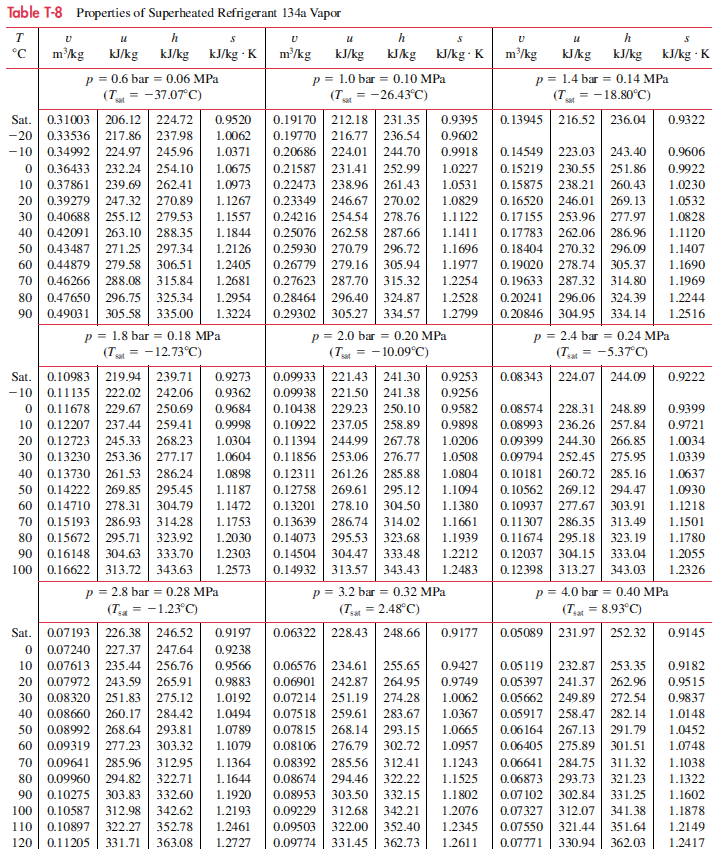 Table T-8 Properties of Superheated Refrigerant 134a Vapor
T v u h s v u h s v u h s
°C m³/kg kJ/kg kJ/kg kJ/kg · K m³/kg kJ/kg kJ/kg kJ/kg · K m³/kg kJ/kg kJ/kg kJ/kg · K
p = 0.6 bar = 0.06 MPa p = 1.0 bar = 0.10 MPa p = 1.4 bar = 0.14 MPa
(Tsat = −37.07°C) (Tsat = −26.43°C) (Tsat = −18.80°C)
Sat. 0.31003 206.12 224.72 0.9520 0.19170 212.18 231.35 0.9395 0.13945 216.52 236.04 0.9322
−20 0.33536 217.86 237.98 1.0062 0.19770 216.77 236.54 0.9602
−10 0.34992 224.97 245.96 1.0371 0.20686 224.01 244.70 0.9918 0.14549 223.03 243.40 0.9606
0 0.36433 232.24 254.10 1.0675 0.21587 231.41 252.99 1.0227 0.15219 230.55 251.86 0.9922
10 0.37861 239.69 262.41 1.0973 0.22473 238.96 261.43 1.0531 0.15875 238.21 260.43 1.0230
20 0.39279 247.32 270.89 1.1267 0.23349 246.67 270.02 1.0829 0.16520 246.01 269.13 1.0532
30 0.40688 255.12 279.53 1.1557 0.24216 254.54 278.76 1.1122 0.17155 253.96 277.97 1.0828
40 0.42091 263.10 288.35 1.1844 0.25076 262.58 287.66 1.1411 0.17783 262.06 286.96 1.1120
50 0.43487 271.25 297.34 1.2126 0.25930 270.79 296.72 1.1696 0.18404 270.32 296.09 1.1407
60 0.44879 279.58 306.51 1.2405 0.26779 279.16 305.94 1.1977 0.19020 278.74 305.37 1.1690
70 0.46266 288.08 315.84 1.2681 0.27623 287.70 315.32 1.2254 0.19633 287.32 314.80 1.1969
80 0.47650 296.75 325.34 1.2954 0.28464 296.40 324.87 1.2528 0.20241 296.06 324.39 1.2244
90 0.49031 305.58 335.00 1.3224 0.29302 305.27 334.57 1.2799 0.20846 304.95 334.14 1.2516
p = 1.8 bar = 0.18 MPa p = 2.0 bar = 0.20 MPa p = 2.4 bar = 0.24 MPa
(Tsat = −12.73°C) (Tsat = −10.09°C) (Tsat = −5.37°C)
Sat. 0.10983 219.94 239.71 0.9273 0.09933 221.43 241.30 0.9253 0.08343 224.07 244.09 0.9222
−10 0.11135 222.02 242.06 0.9362 0.09938 221.50 241.38 0.9256
0 0.11678 229.67 250.69 0.9684 0.10438 229.23 250.10 0.9582 0.08574 228.31 248.89 0.9399
10 0.12207 237.44 259.41 0.9998 0.10922 237.05 258.89 0.9898 0.08993 236.26 257.84 0.9721
20 0.12723 245.33 268.23 1.0304 0.11394 244.99 267.78 1.0206 0.09399 244.30 266.85 1.0034
30 0.13230 253.36 277.17 1.0604 0.11856 253.06 276.77 1.0508 0.09794 252.45 275.95 1.0339
40 0.13730 261.53 286.24 1.0898 0.12311 261.26 285.88 1.0804 0.10181 260.72 285.16 1.0637
50 0.14222 269.85 295.45 1.1187 0.12758 269.61 295.12 1.1094 0.10562 269.12 294.47 1.0930
60 0.14710 278.31 304.79 1.1472 0.13201 278.10 304.50 1.1380 0.10937 277.67 303.91 1.1218
70 0.15193 286.93 314.28 1.1753 0.13639 286.74 314.02 1.1661 0.11307 286.35 313.49 1.1501
80 0.15672 295.71 323.92 1.2030 0.14073 295.53 323.68 1.1939 0.11674 295.18 323.19 1.1780
90 0.16148 304.63 333.70 1.2303 0.14504 304.47 333.48 1.2212 0.12037 304.15 333.04 1.2055
100 0.16622 313.72 343.63 1.2573 0.14932 313.57 343.43 1.2483 0.12398 313.27 343.03 1.2326
p = 2.8 bar = 0.28 MPa p = 3.2 bar = 0.32 MPa p = 4.0 bar = 0.40 MPa
(Tsat = −1.23°C) (Tsat = 2.48°C) (Tsat = 8.93°C)
Sat. 0.07193 226.38 246.52 0.9197 0.06322 228.43 248.66 0.9177 0.05089 231.97 252.32 0.9145
0 0.07240 227.37 247.64 0.9238
10 0.07613 235.44 256.76 0.9566 0.06576 234.61 255.65 0.9427 0.05119 232.87 253.35 0.9182
20 0.07972 243.59 265.91 0.9883 0.06901 242.87 264.95 0.9749 0.05397 241.37 262.96 0.9515
30 0.08320 251.83 275.12 1.0192 0.07214 251.19 274.28 1.0062 0.05662 249.89 272.54 0.9837
40 0.08660 260.17 284.42 1.0494 0.07518 259.61 283.67 1.0367 0.05917 258.47 282.14 1.0148
50 0.08992 268.64 293.81 1.0789 0.07815 268.14 293.15 1.0665 0.06164 267.13 291.79 1.0452
60 0.09319 277.23 303.32 1.1079 0.08106 276.79 302.72 1.0957 0.06405 275.89 301.51 1.0748
70 0.09641 285.96 312.95 1.1364 0.08392 285.56 312.41 1.1243 0.06641 284.75 311.32 1.1038
80 0.09960 294.82 322.71 1.1644 0.08674 294.46 322.22 1.1525 0.06873 293.73 321.23 1.1322
90 0.10275 303.83 332.60 1.1920 0.08953 303.50 332.15 1.1802 0.07102 302.84 331.25 1.1602
100 0.10587 312.98 342.62 1.2193 0.09229 312.68 342.21 1.2076 0.07327 312.07 341.38 1.1878
110 0.10897 322.27 352.78 1.2461 0.09503 322.00 352.40 1.2345 0.07550 321.44 351.64 1.2149
120 0.11205 331.71 363.08 1.2727 0.09774 331.45 362.73 1.2611 0.07771 330.94 362.03 1.2417